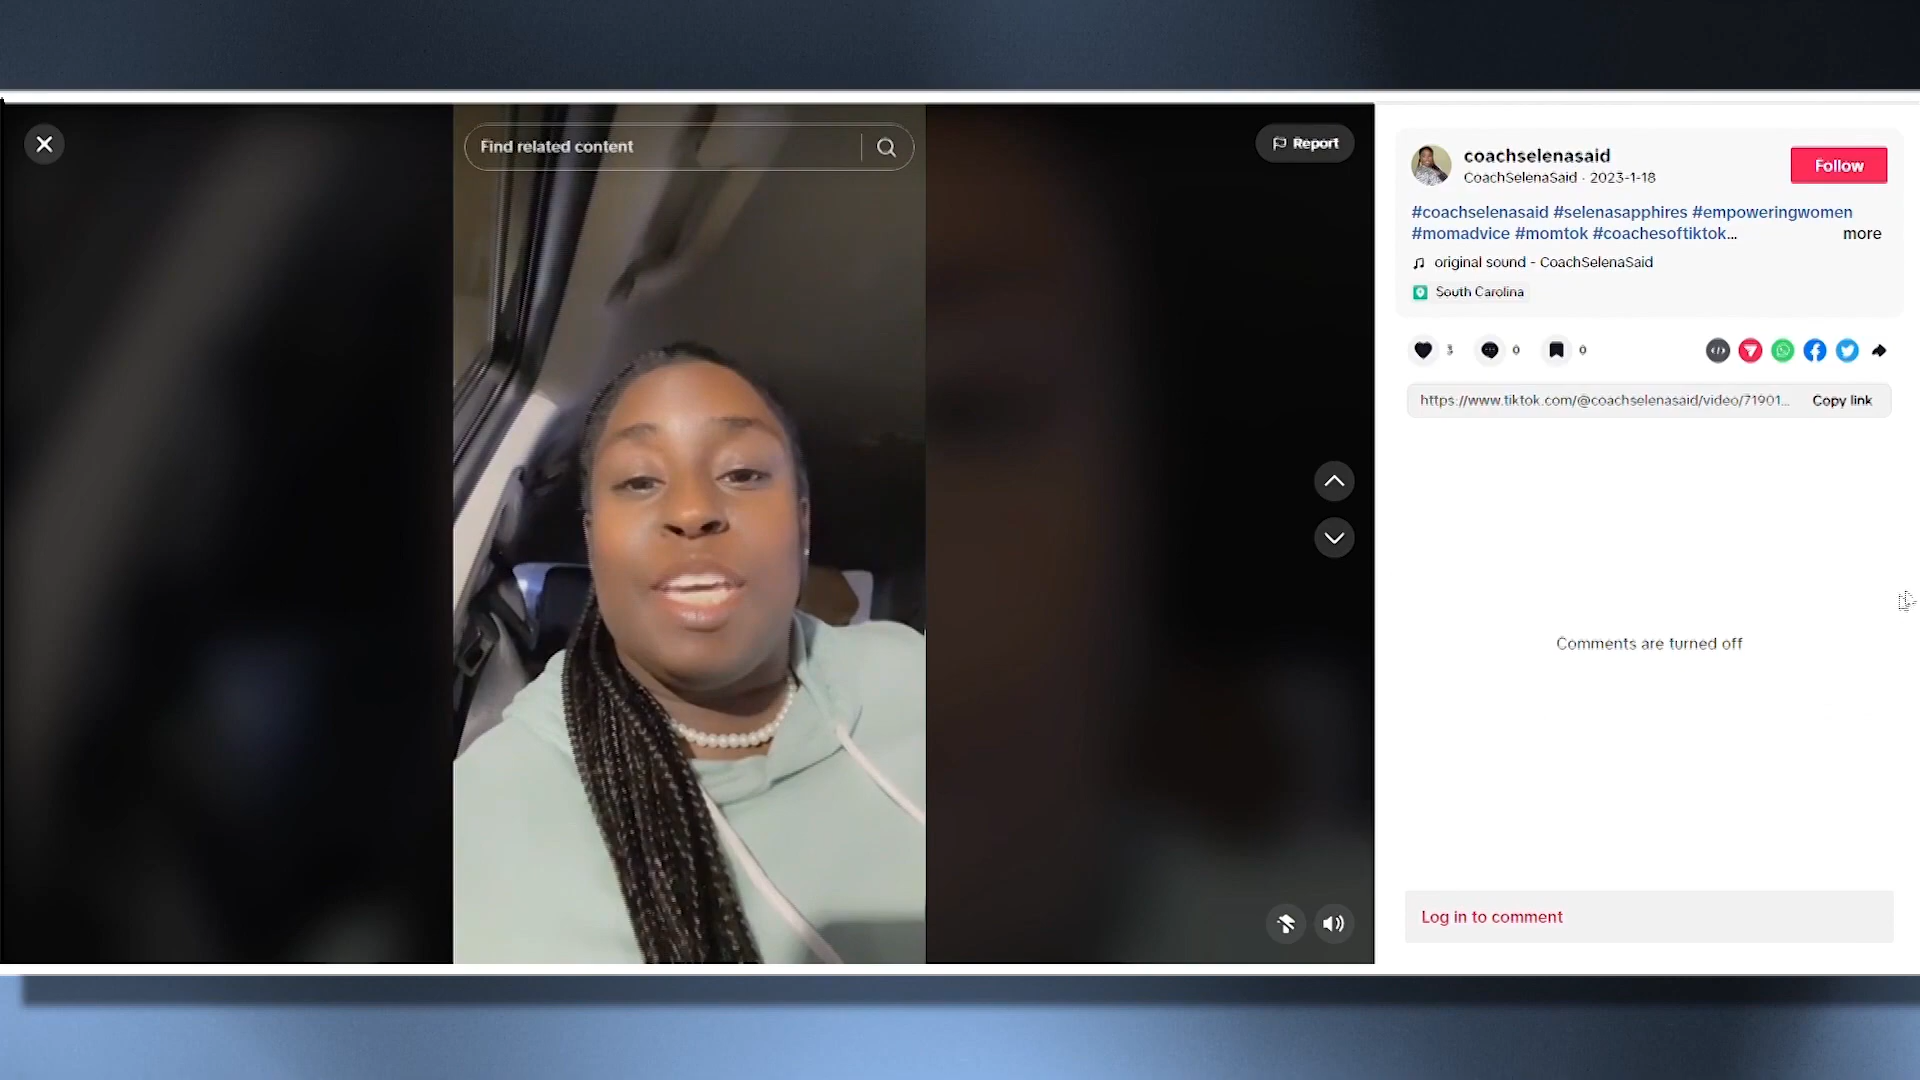 Find related content
Report
coachselenasaid
CoachSelenaSaid · 2023-1-18
Follow
#coachselenasaid #selenasapphires #empoweringwomen
#momadvice #momtok #coachesoftiktok...
more
original sound - CoachSelenaSaid
South Carolina
3
0
0
https://www.tiktok.com/@coachselenasaid/video/71901...
Copy link
Comments are turned off
Log in to comment